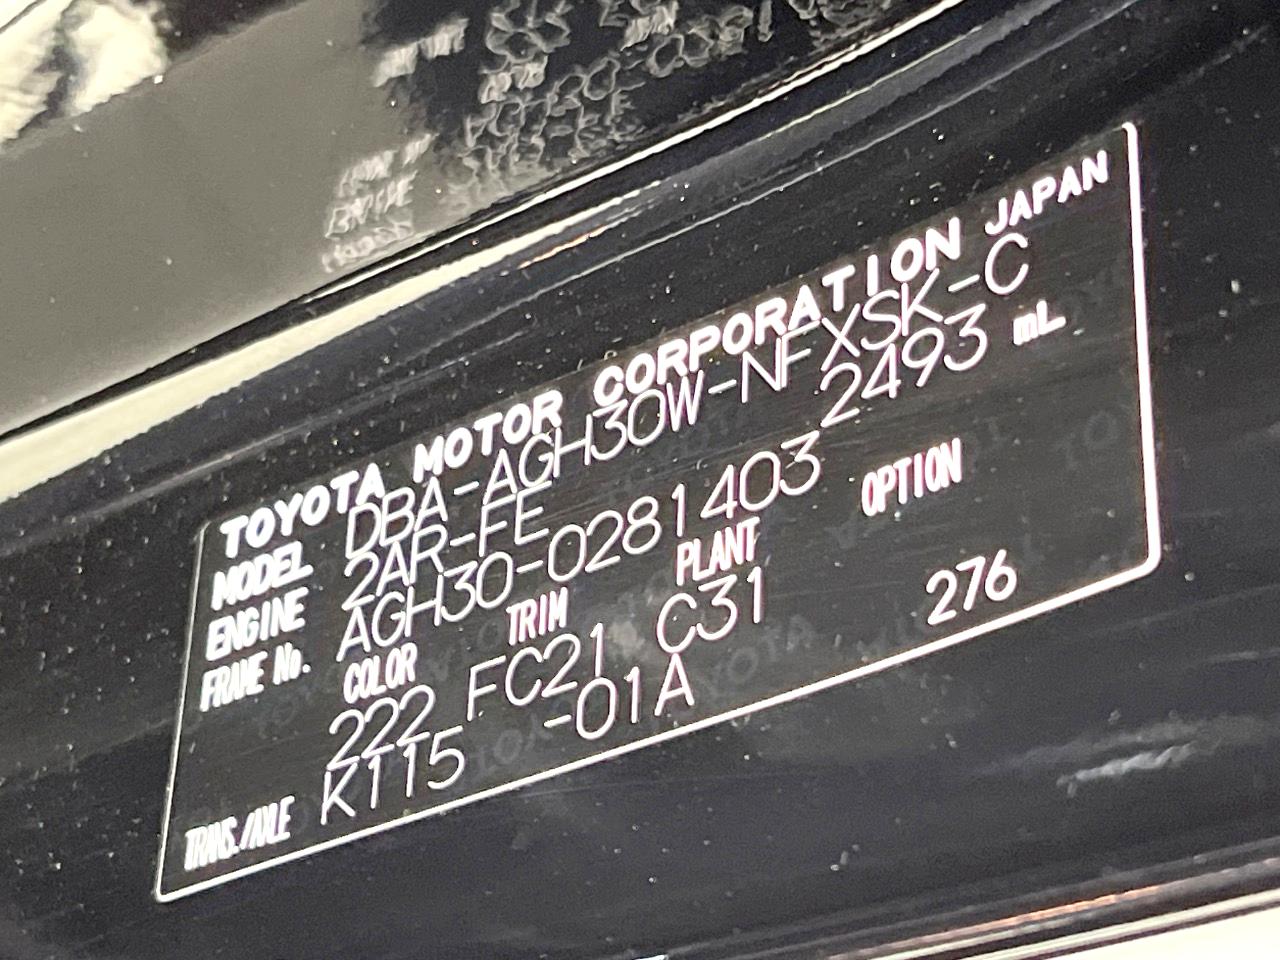 TOYOTA MOTOR CORPORATION JAPAN
MODEL DBA-AGH30W-NFXSK-C
ENGINE 2AR-FE 2493 mL
FRAME No. AGH30-0281403
COLOR TRIM PLANT OPTION
222 FC21 C31 276
TRANS./AXLE K115 -01A